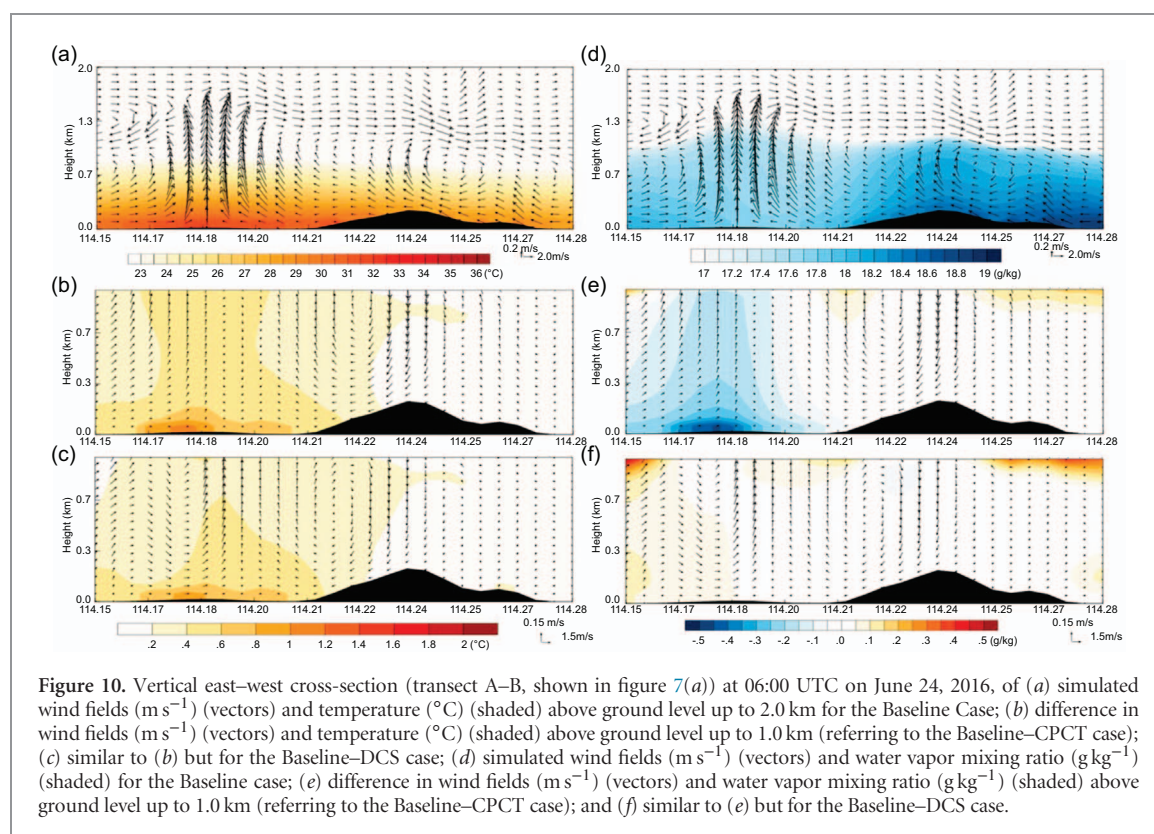 (a)
2.0
1.3
0.7
0.0
Height (km)
114.15 114.17 114.18 114.20 114.22 114.24 114.25 114.27 114.28
0.2 m/s
2.0m/s
23 24 25 26 27 28 29 30 31 32 33 34 35 36 (°C)
(d)
2.0
1.3
0.7
0.0
Height (km)
114.15 114.17 114.18 114.20 114.22 114.24 114.25 114.27 114.28
0.2 m/s
2.0m/s
17 17.2 17.4 17.6 17.8 18 18.2 18.4 18.6 18.8 19 (g/kg)
(b)
0.7
0.3
0.0
Height (km)
114.15 114.17 114.18 114.20 114.21 114.22 114.24 114.25 114.27 114.28
(e)
0.7
0.3
0.0
Height (km)
114.15 114.17 114.18 114.20 114.21 114.22 114.24 114.25 114.27 114.28
(c)
0.7
0.3
0.0
Height (km)
114.15 114.17 114.18 114.20 114.21 114.22 114.24 114.25 114.27 114.28
0.15 m/s
1.5m/s
.2 .4 .6 .8 1 1.2 1.4 1.6 1.8 2 (°C)
(f)
0.7
0.3
0.0
Height (km)
114.15 114.17 114.18 114.20 114.21 114.22 114.24 114.25 114.27 114.28
0.15 m/s
1.5m/s
-.5 -.4 -.3 -.2 -.1 .0 .1 .2 .3 .4 .5 (g/kg)
Figure 10. Vertical east–west cross-section (transect A–B, shown in figure 7(a)) at 06:00 UTC on June 24, 2016, of (a) simulated
wind fields (m s⁻¹) (vectors) and temperature (°C) (shaded) above ground level up to 2.0 km for the Baseline Case; (b) difference in
wind fields (m s⁻¹) (vectors) and temperature (°C) (shaded) above ground level up to 1.0 km (referring to the Baseline–CPCT case);
(c) similar to (b) but for the Baseline–DCS case; (d) simulated wind fields (m s⁻¹) (vectors) and water vapor mixing ratio (g kg⁻¹)
(shaded) for the Baseline case; (e) difference in wind fields (m s⁻¹) (vectors) and water vapor mixing ratio (g kg⁻¹) (shaded) above
ground level up to 1.0 km (referring to the Baseline–CPCT case); and (f) similar to (e) but for the Baseline–DCS case.